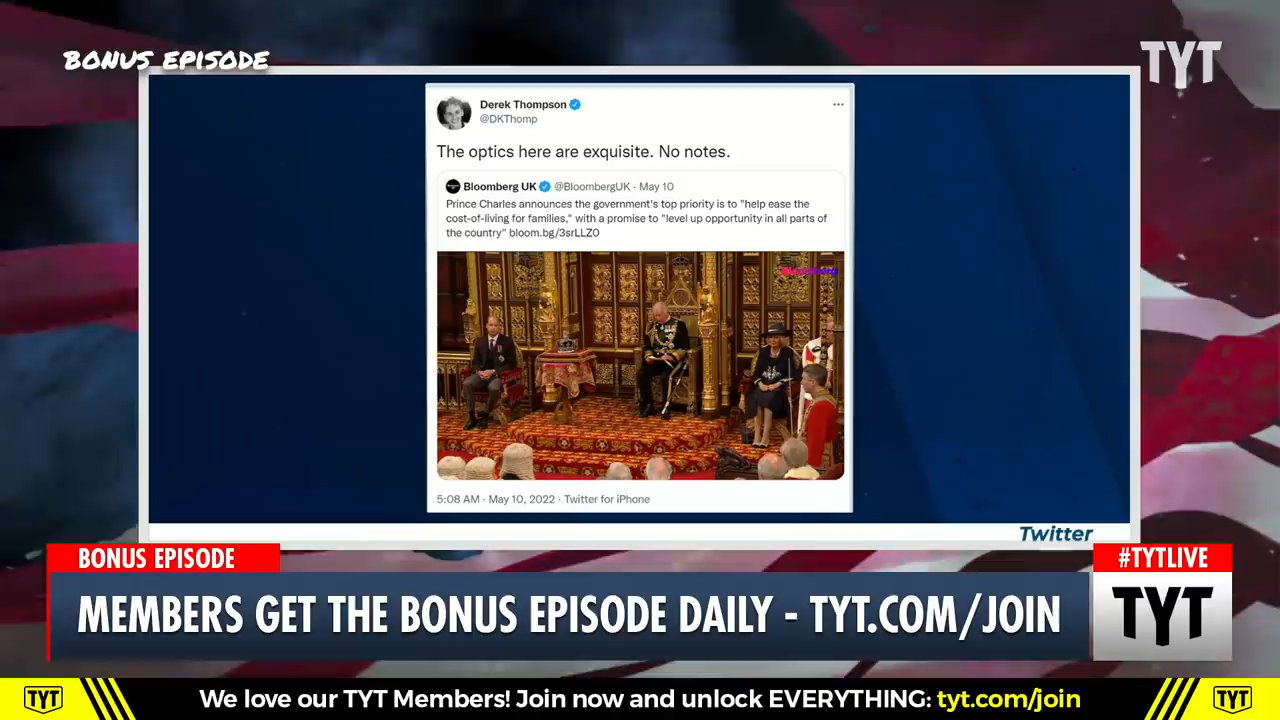 BONUS EPISODE
TYT
Derek Thompson
@DKThomp
The optics here are exquisite. No notes.
Bloomberg UK @BloombergUK · May 10
Prince Charles announces the government's top priority is to "help ease the
cost-of-living for families," with a promise to "level up opportunity in all parts of
the country" bloom.bg/3srLLZO
Bloomberg
5:08 AM · May 10, 2022 · Twitter for iPhone
Twitter
BONUS EPISODE
#TYTLIVE
MEMBERS GET THE BONUS EPISODE DAILY - TYT.COM/JOIN
TYT
TYT
We love our TYT Members! Join now and unlock EVERYTHING: tyt.com/join
TYT